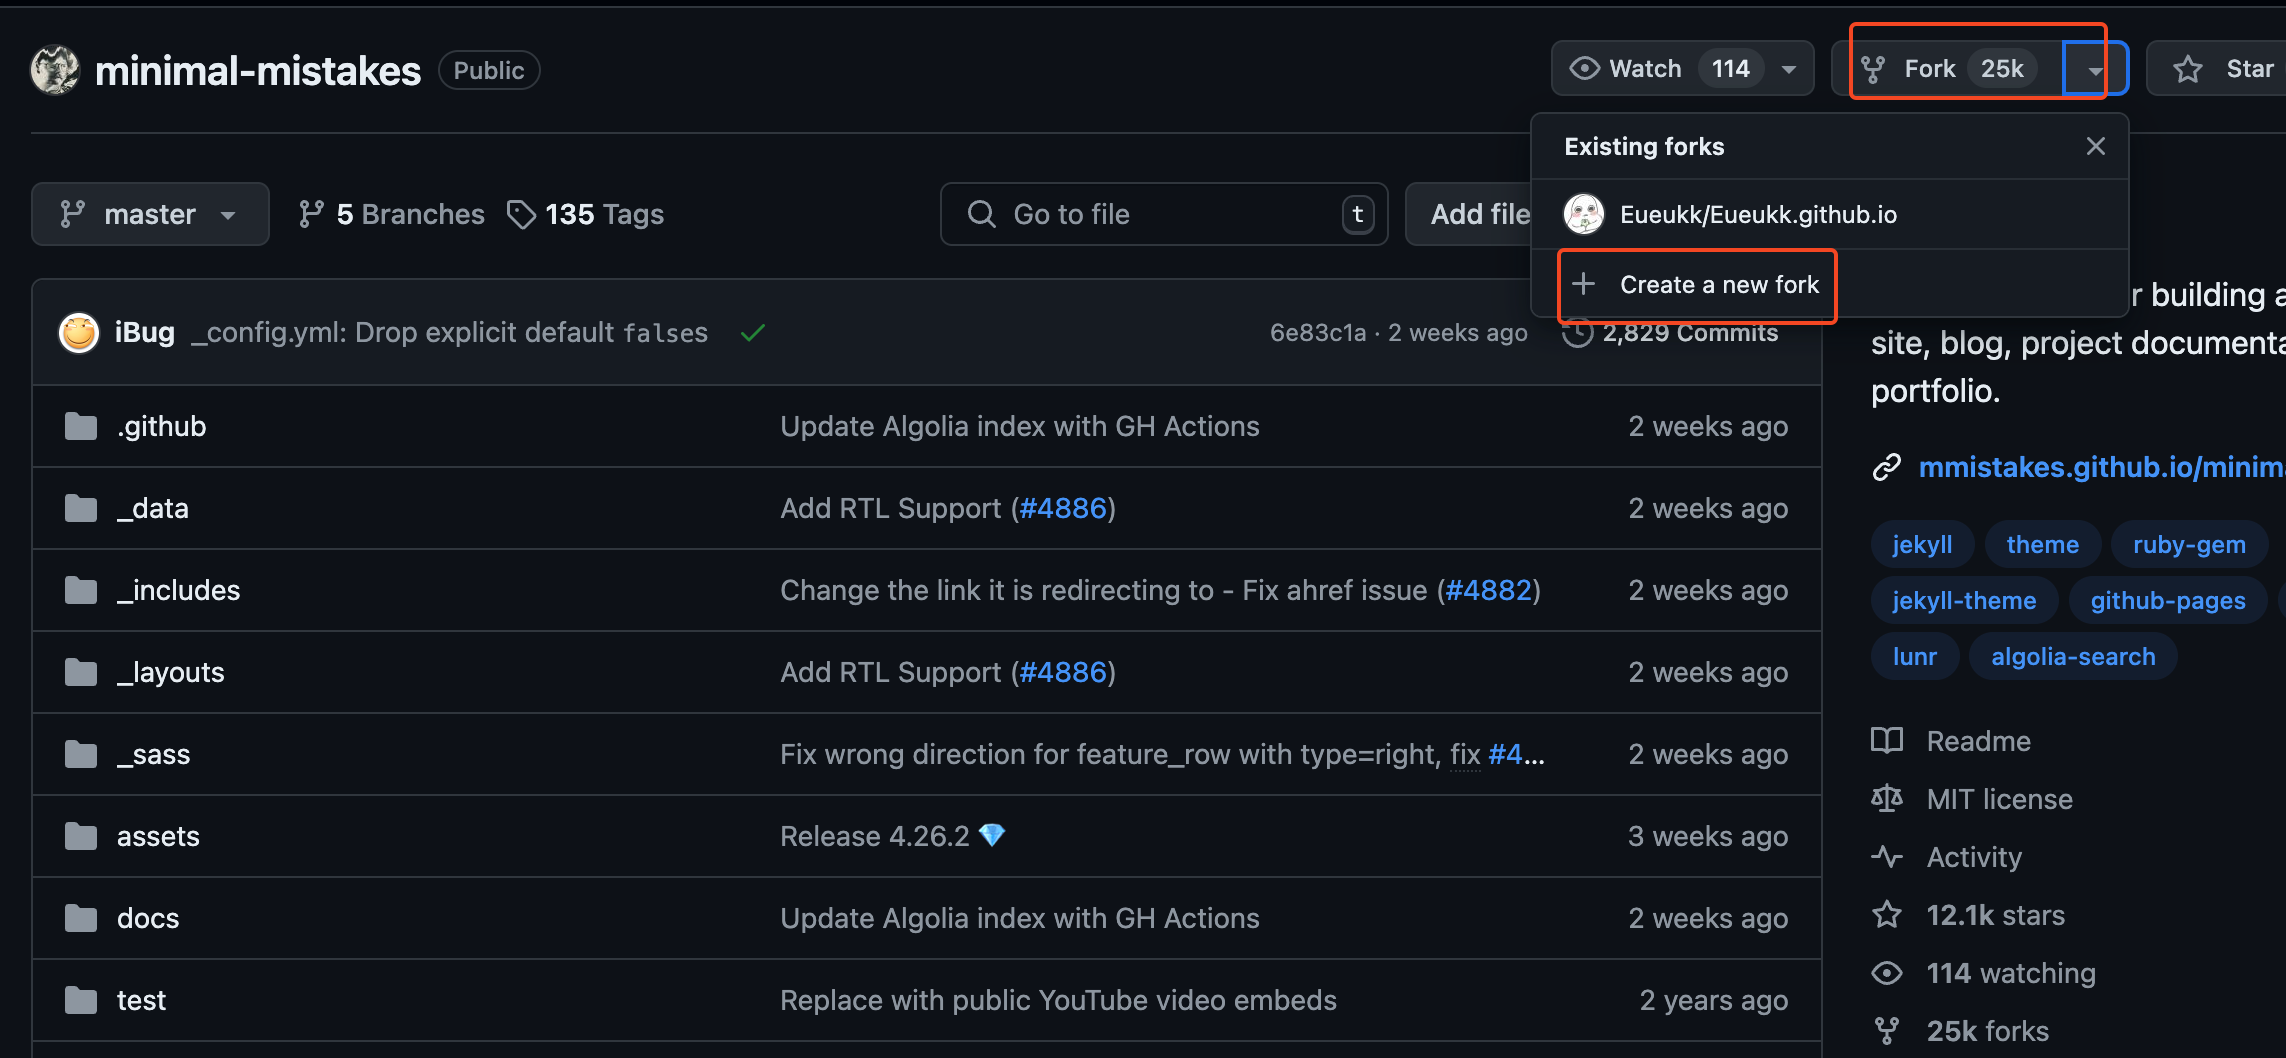 minimal-mistakes Public Watch 114 Fork 25k Star
Existing forks
Eueukk/Eueukk.github.io
Create a new fork
master 5 Branches 135 Tags Go to file t Add file
iBug _config.yml: Drop explicit default falses 6e83c1a · 2 weeks ago 2,829 Commits
.github Update Algolia index with GH Actions 2 weeks ago
_data Add RTL Support (#4886) 2 weeks ago
_includes Change the link it is redirecting to - Fix ahref issue (#4882) 2 weeks ago
_layouts Add RTL Support (#4886) 2 weeks ago
_sass Fix wrong direction for feature_row with type=right, fix #4... 2 weeks ago
assets Release 4.26.2 💎 3 weeks ago
docs Update Algolia index with GH Actions 2 weeks ago
test Replace with public YouTube video embeds 2 years ago
r building a
site, blog, project documenta
portfolio.
mmistakes.github.io/minima
jekyll theme ruby-gem
jekyll-theme github-pages
lunr algolia-search
Readme
MIT license
Activity
12.1k stars
114 watching
25k forks